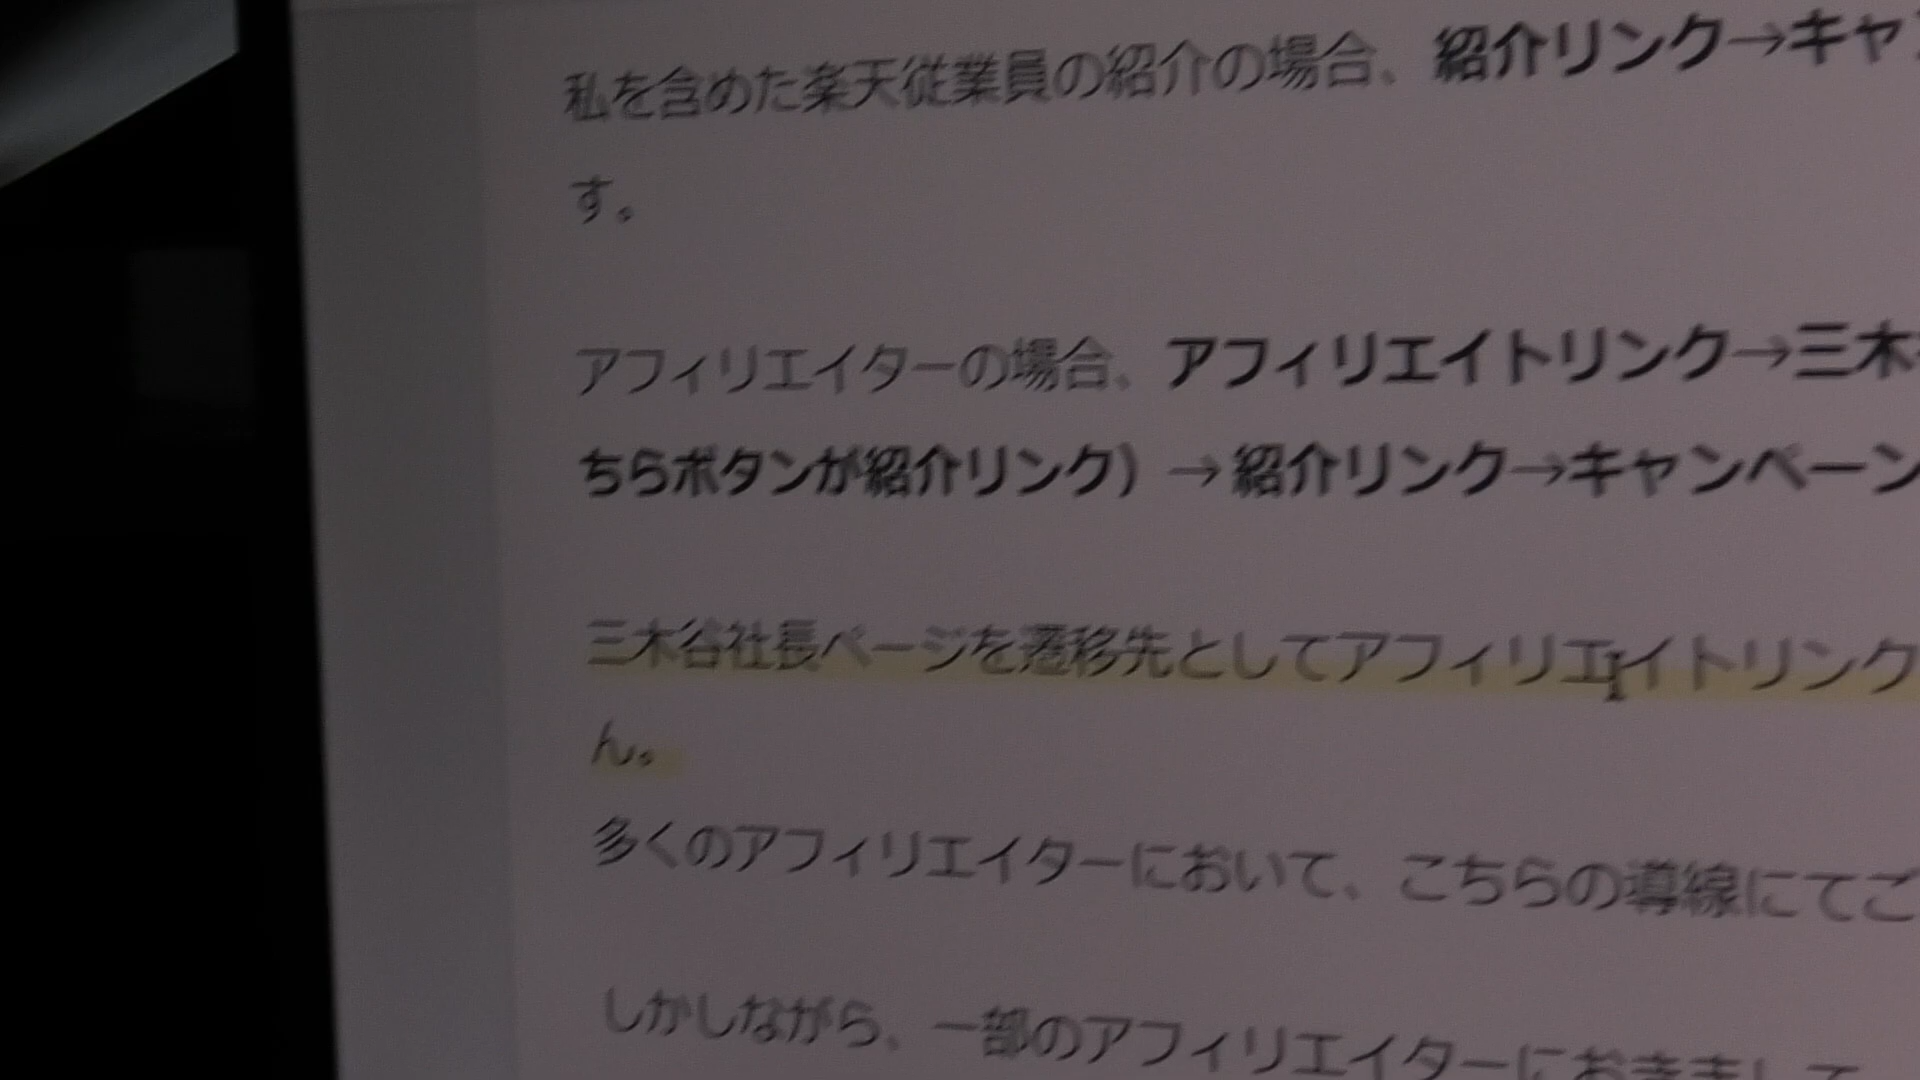 私を含めた楽天従業員の紹介の場合、紹介リンク→キャ
す。
アフィリエイターの場合、アフィリエイトリンク→三木
ちらボタンが紹介リンク）→紹介リンク→キャンペーン
三木谷社長ページを遷移先としてアフィリエイトリンク
ん。
多くのアフィリエイターにおいて、こちらの導線にてご
しかしながら、一部のアフィリエイターにおきまして